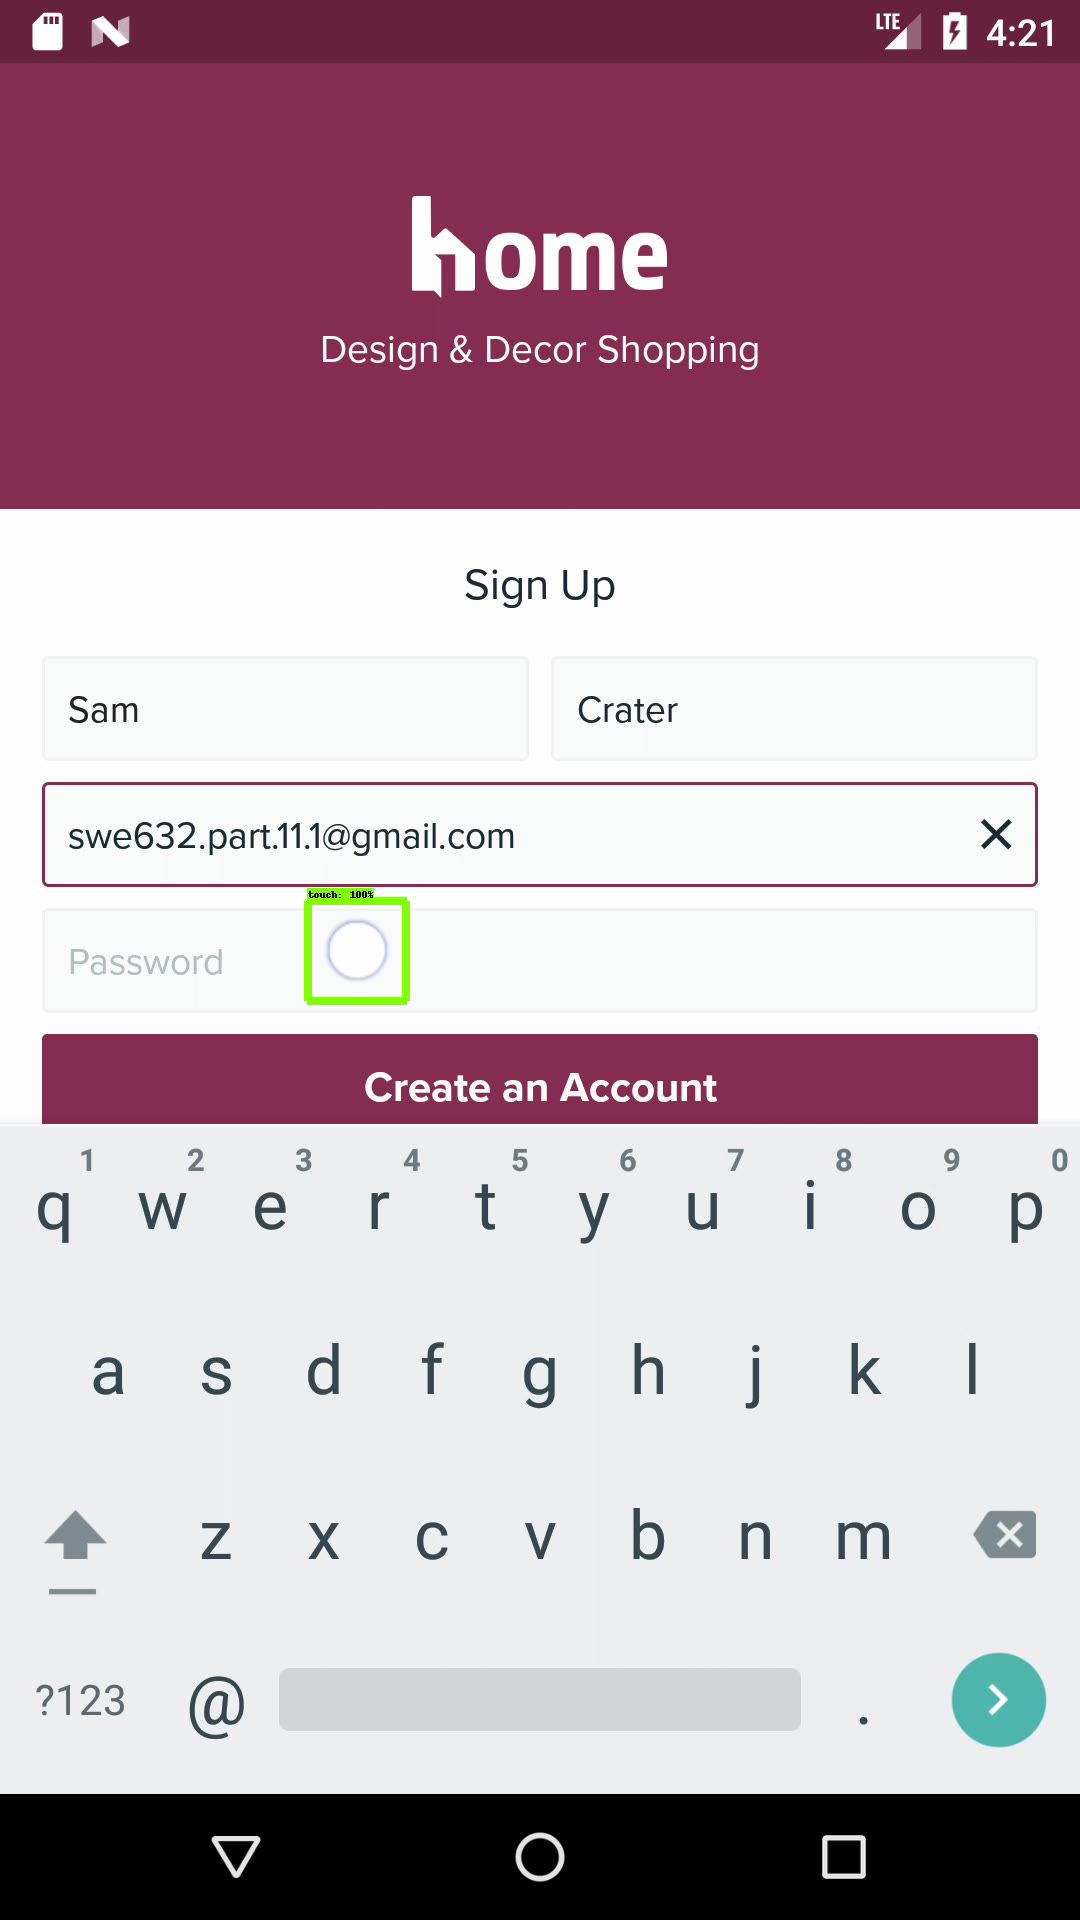 LTE 4:21
home
Design & Decor Shopping
Sign Up
Sam Crater
swe632.part.11.1@gmail.com
touch: 100%
Password
Create an Account
1 2 3 4 5 6 7 8 9 0
q w e r t y u i o p
a s d f g h j k l
z x c v b n m
?123 @ .